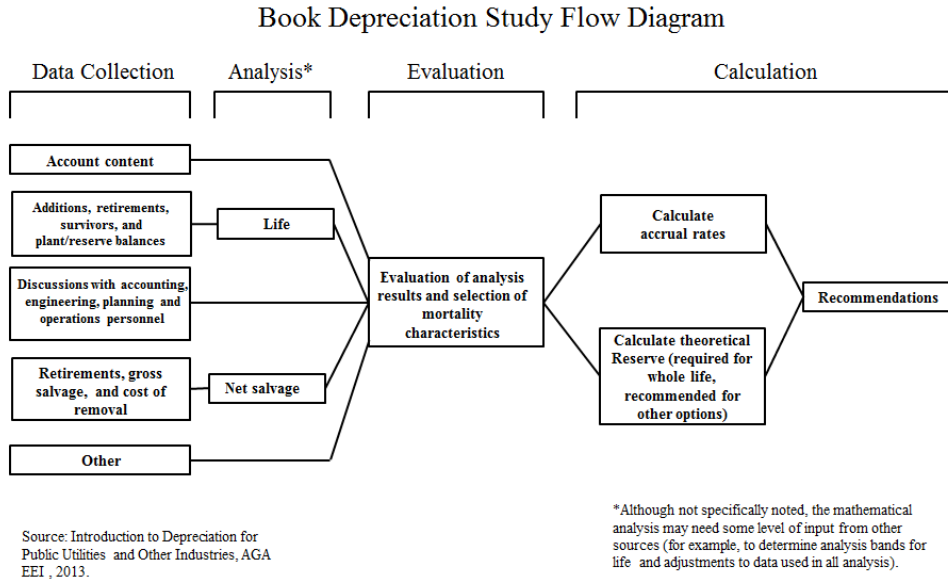 Book Depreciation Study Flow Diagram
Data Collection
Analysis*
Evaluation
Calculation
Account content
Additions, retirements,
survivors, and
plant/reserve balances
Life
Discussions with accounting,
engineering, planning and
operations personnel
Retirements, gross
salvage, and cost of
removal
Net salvage
Other
Evaluation of analysis
results and selection of
mortality
characteristics
Calculate
accrual rates
Calculate theoretical
Reserve (required for
whole life,
recommended for
other options)
Recommendations
Source: Introduction to Depreciation for
Public Utilities and Other Industries, AGA
EEI , 2013.
*Although not specifically noted, the mathematical
analysis may need some level of input from other
sources (for example, to determine analysis bands for
life and adjustments to data used in all analysis).